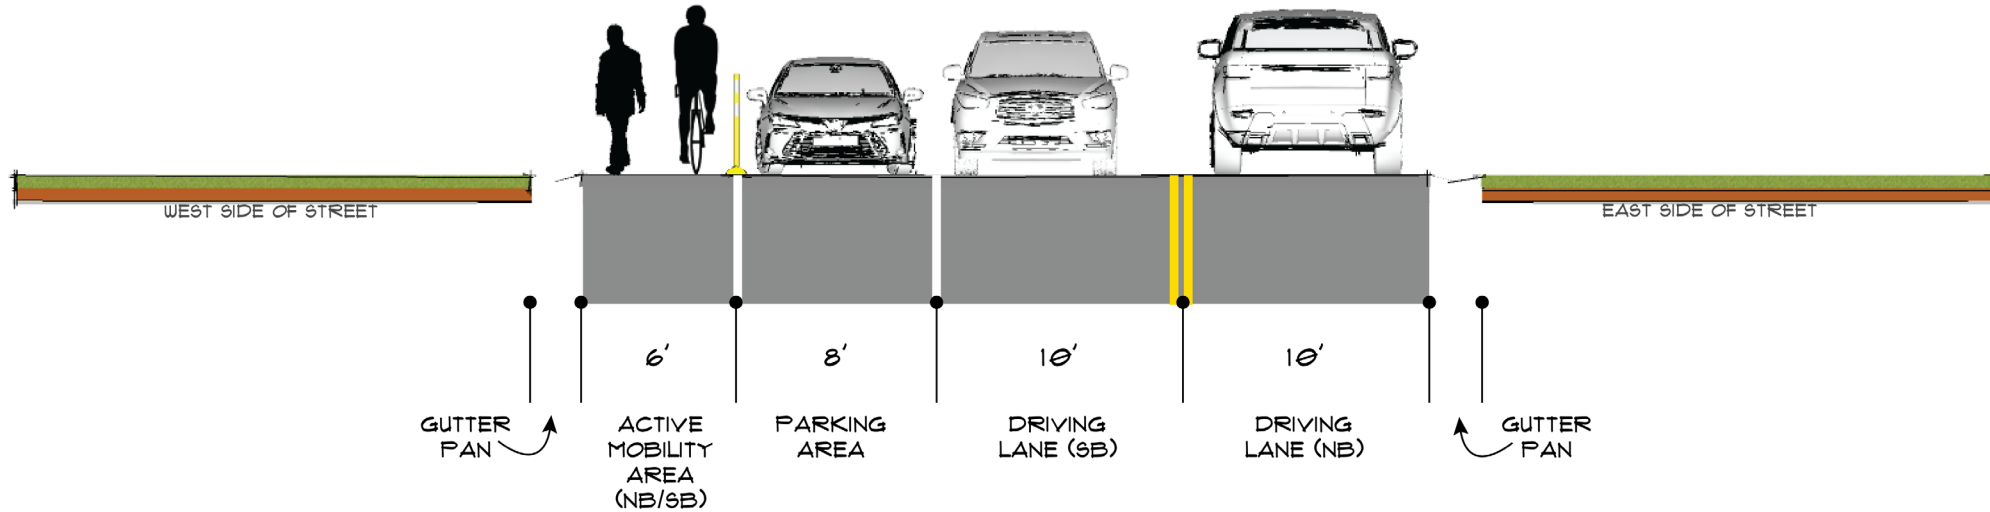 WEST SIDE OF STREET
EAST SIDE OF STREET
6'
8'
10'
10'
GUTTER
PAN
ACTIVE
MOBILITY
AREA
(NB/SB)
PARKING
AREA
DRIVING
LANE (SB)
DRIVING
LANE (NB)
GUTTER
PAN